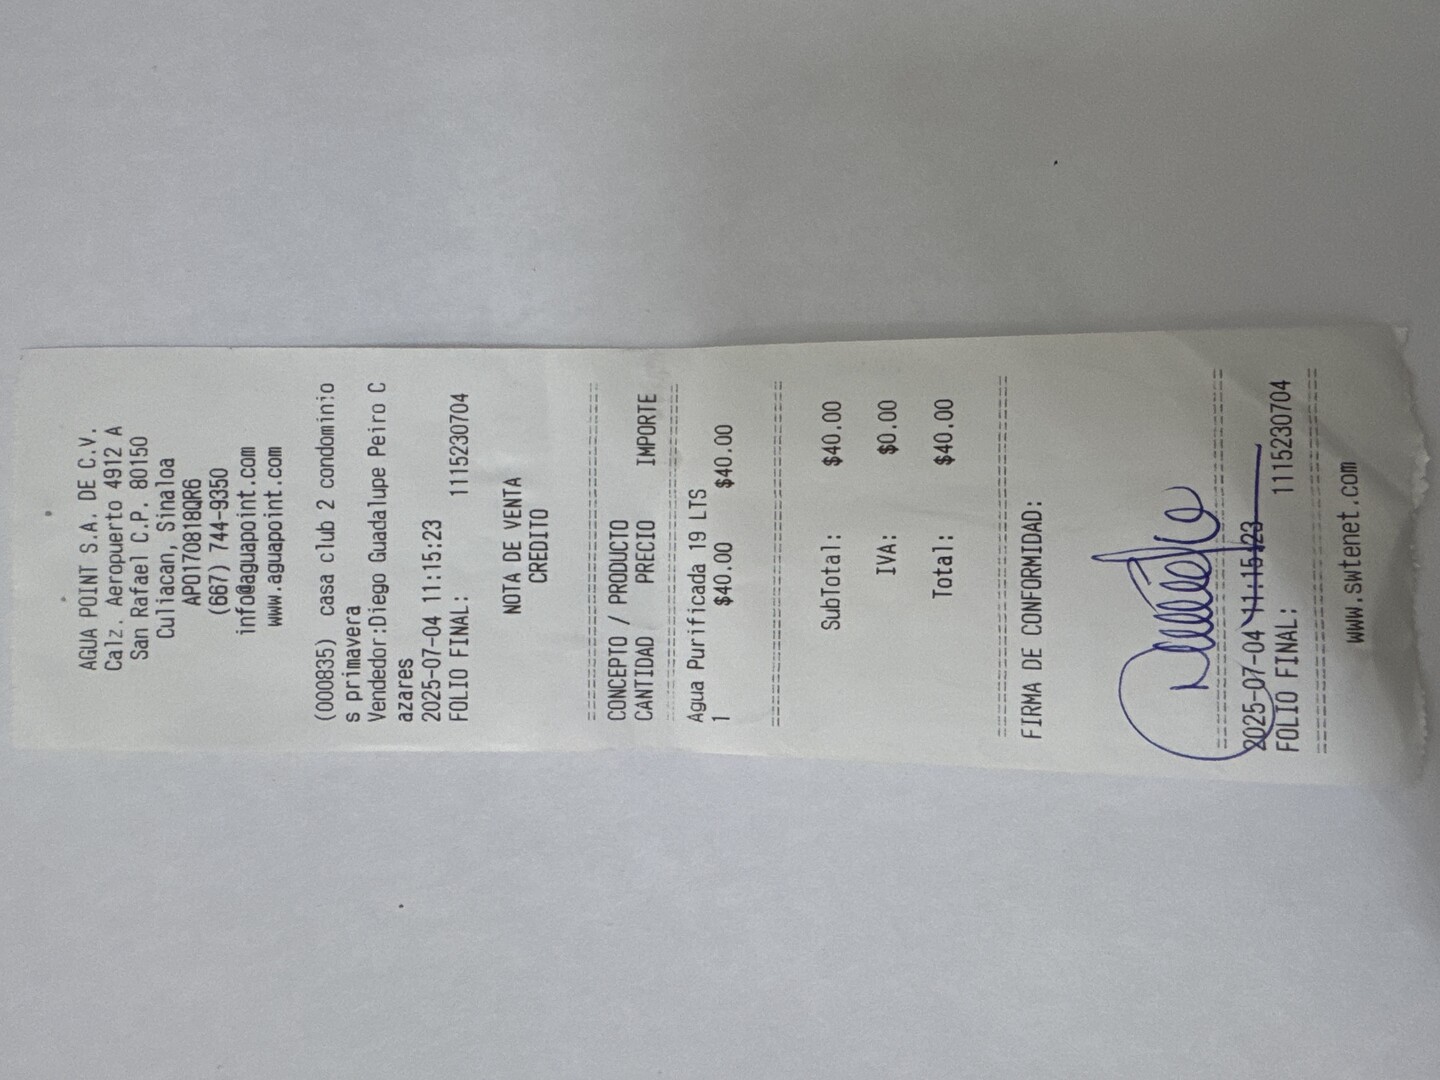 AGUA POINT S.A. DE C.V.
Calz. Aeropuerto 4912 A
San Rafael C.P. 80150
Culiacan, Sinaloa
APO170818QR6
(667) 744-9350
info@aguapoint.com
www.aguapoint.com
(000835) casa club 2 condominio
s primavera
Vendedor:Diego Guadalupe Peiro C
azares
2025-07-04 11:15:23
FOLIO FINAL: 1115230704
NOTA DE VENTA
CREDITO
CONCEPTO / PRODUCTO
CANTIDAD PRECIO IMPORTE
Agua Purificada 19 LTS
1 $40.00 $40.00
SubTotal: $40.00
IVA: $0.00
Total: $40.00
FIRMA DE CONFORMIDAD:
2025-07-04 11:15:23
FOLIO FINAL: 1115230704
www.swtenet.com